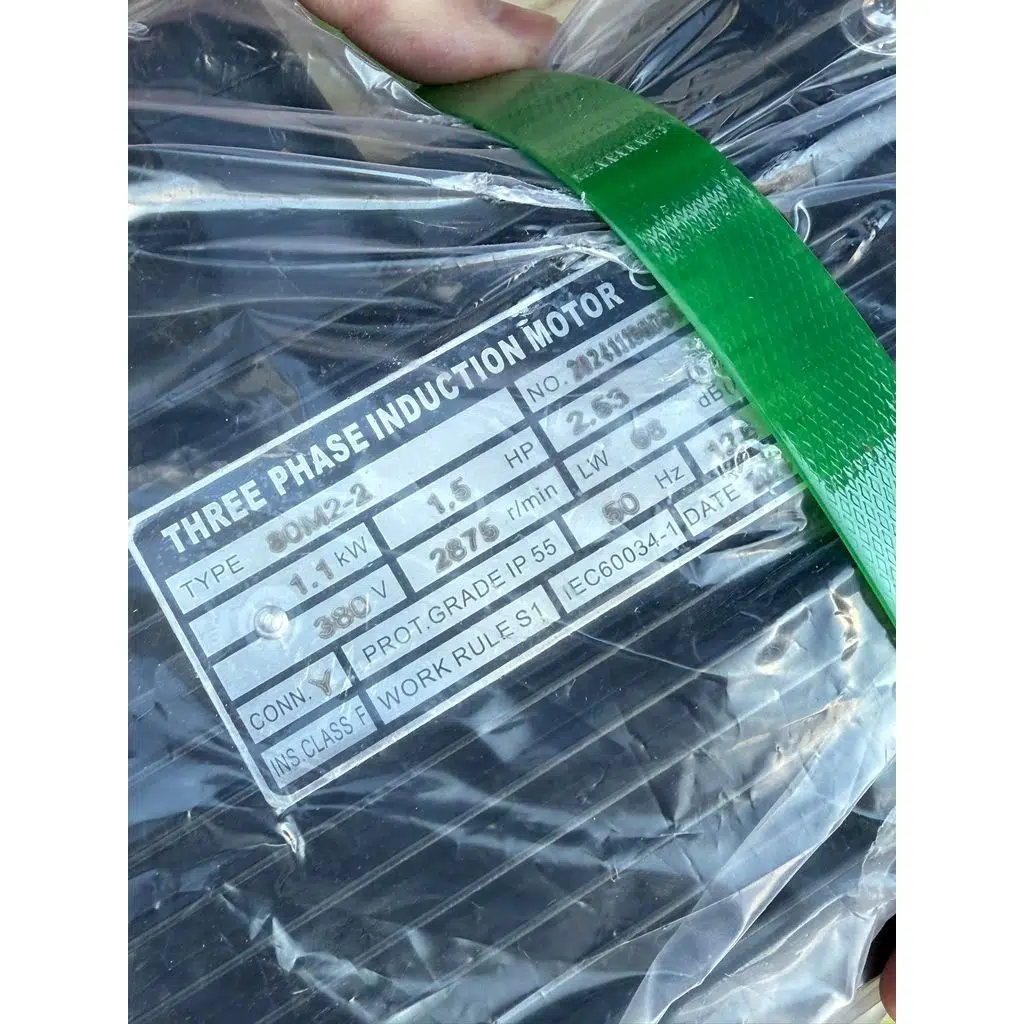 THREE PHASE INDUCTION MOTOR
TYPE 80M2-2 NO.
1.1 kW 1.5 HP 2.63
380 V 2875 r/min LW 68 dB
CONN. Y PROT.GRADE IP 55 50 Hz
INS.CLASS F WORK RULE S1 IEC60034-1 DATE